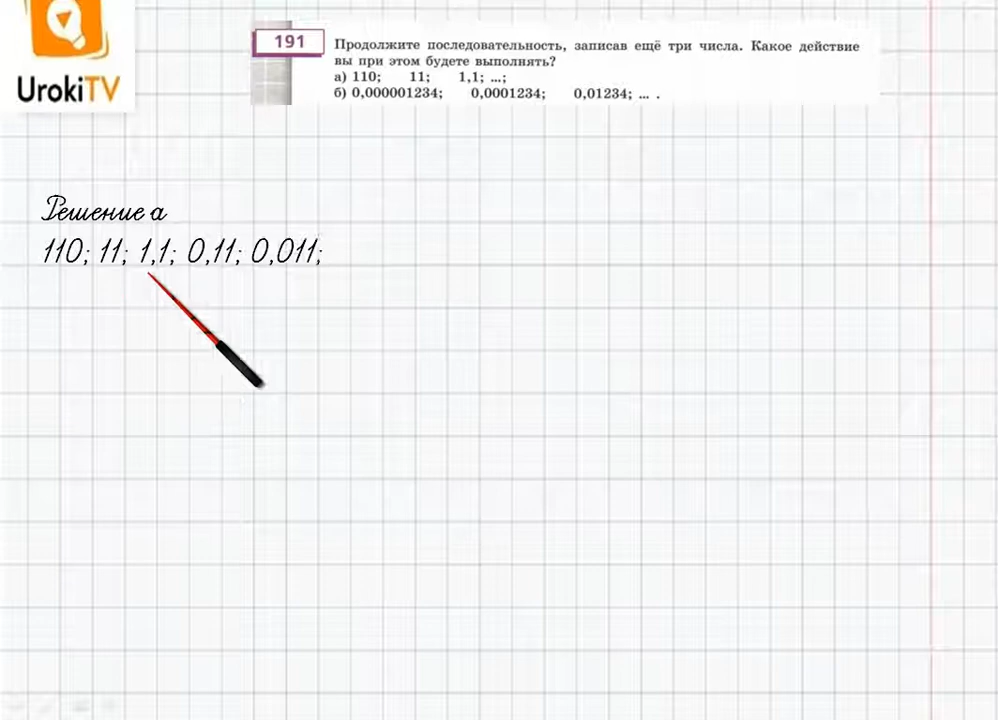 UrokiTV
191
Продолжите последовательность, записав ещё три числа. Какое действие
вы при этом будете выполнять?
а) 110; 11; 1,1; ...;
б) 0,000001234; 0,0001234; 0,01234; ... .
Решение а
110; 11; 1,1; 0,11; 0,011;